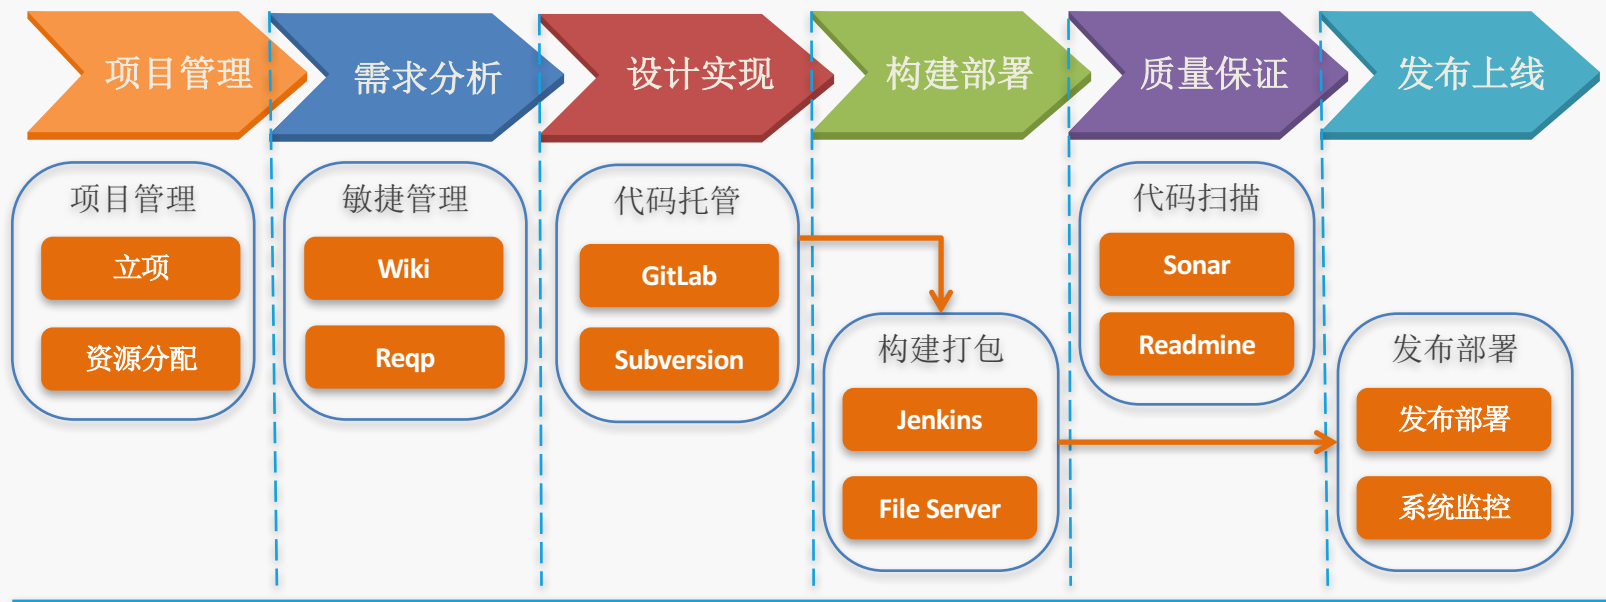 项目管理
需求分析
设计实现
构建部署
质量保证
发布上线
项目管理
立项
资源分配
敏捷管理
Wiki
Reqp
代码托管
GitLab
Subversion
构建打包
Jenkins
File Server
代码扫描
Sonar
Readmine
发布部署
发布部署
系统监控